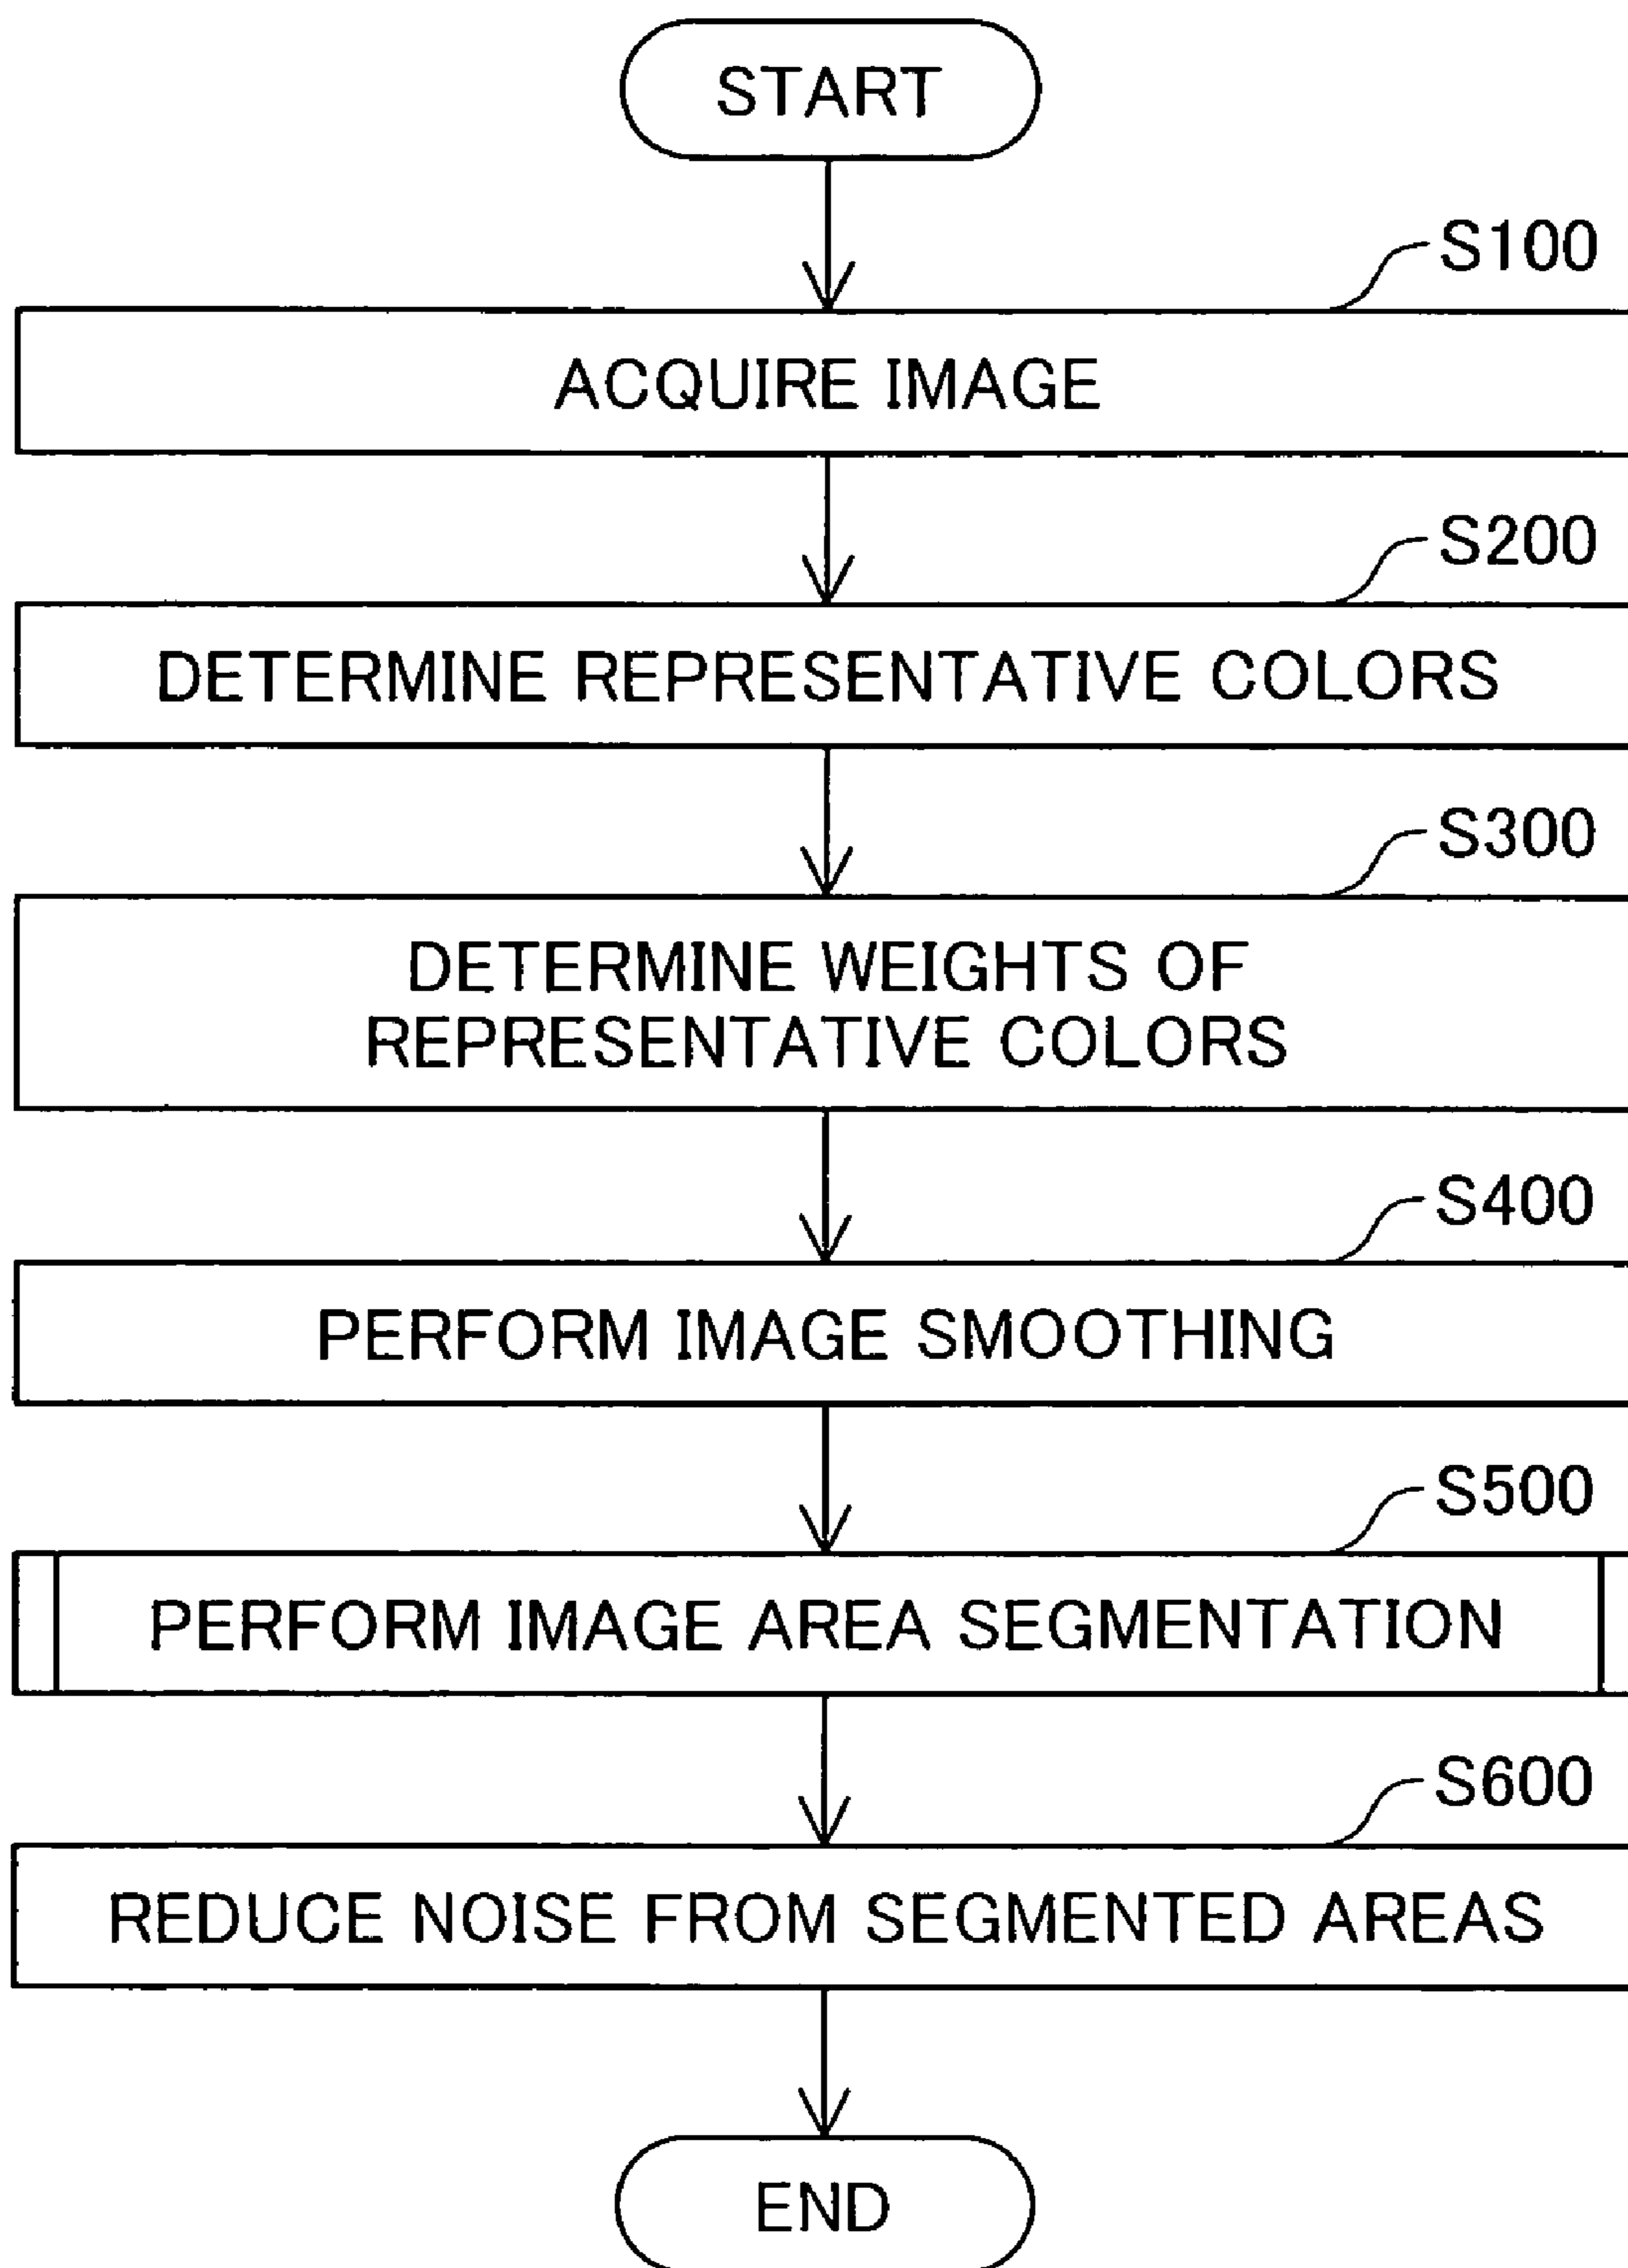 START
S100
ACQUIRE IMAGE
S200
DETERMINE REPRESENTATIVE COLORS
S300
DETERMINE WEIGHTS OF
REPRESENTATIVE COLORS
S400
PERFORM IMAGE SMOOTHING
S500
PERFORM IMAGE AREA SEGMENTATION
S600
REDUCE NOISE FROM SEGMENTED AREAS
END